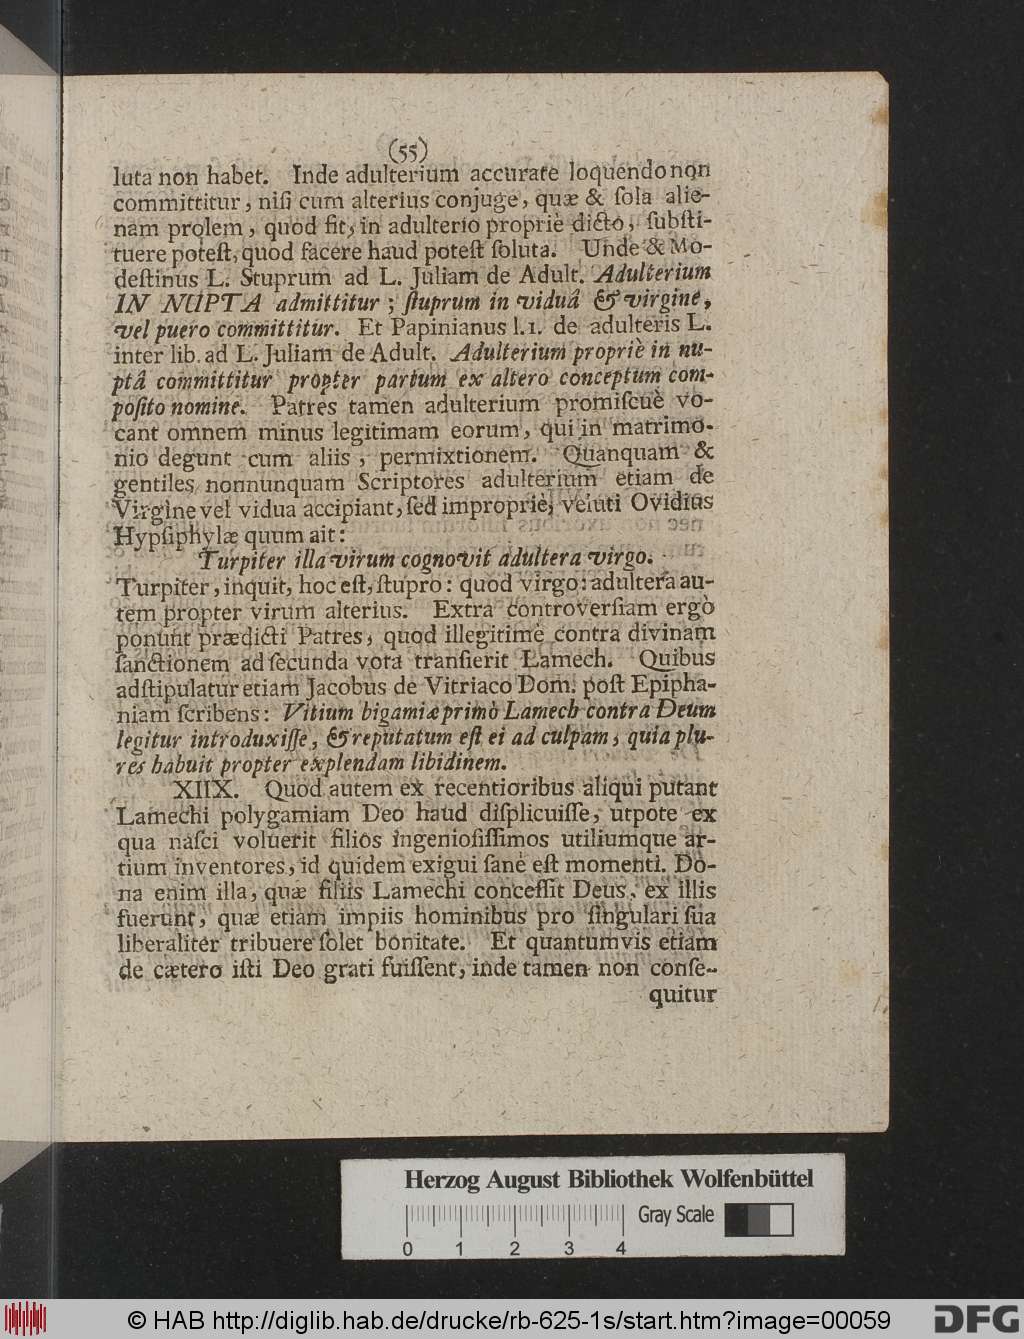 (55)
luta non habet. Inde adulterium accurate loquendo non
committitur, niſi cum alterius conjuge, quæ & ſola alie-
nam prolem, quod fit, in adulterio propriè dicto, ſubſti-
tuere poteſt, quod facere haud poteſt ſoluta. Unde & Mo-
deſtinus L. Stuprum ad L. Juliam de Adult. Adulterium
IN NUPTA admittitur ; ſtuprum in viduâ & virgine,
vel puero committitur. Et Papinianus l. 1. de adulteris L.
inter lib. ad L. Juliam de Adult. Adulterium propriè in nu-
ptâ committitur propter partum ex altero conceptum com-
poſito nomine. Patres tamen adulterium promiſcuè vo-
cant omnem minus legitimam eorum, qui in matrimo-
nio degunt cum aliis, permixtionem. Quanquam &
gentiles nonnunquam Scriptores adulterium etiam de
Virgine vel vidua accipiant, ſed impropriè, veluti Ovidius
Hypſiphylæ quum ait:
Turpiter illa virum cognovit adultera virgo.
Turpiter, inquit, hoc eſt, ſtupro: quod virgo: adultera au-
tem propter virum alterius. Extra controverſiam ergò
ponunt prædicti Patres, quod illegitimè contra divinam
ſanctionem ad ſecunda vota tranſierit Lamech. Quibus
adſtipulatur etiam Jacobus de Vitriaco Dom. poſt Epipha-
niam ſcribens: Vitium bigamiæ primò Lamech contra Deum
legitur introduxiſſe, & reputatum eſt ei ad culpam, quia plu-
res habuit propter explendam libidinem.
XIIX. Quod autem ex recentioribus aliqui putant
Lamechi polygamiam Deo haud diſplicuiſſe, utpote ex
qua naſci voluerit filios ingenioſiſſimos utiliumque ar-
tium inventores, id quidem exigui ſanè eſt momenti. Do-
na enim illa, quæ filiis Lamechi conceſſit Deus, ex illis
fuerunt, quæ etiam impiis hominibus pro ſingulari ſua
liberaliter tribuere ſolet bonitate. Et quantumvis etiam
de cætero iſti Deo grati fuiſſent, inde tamen non conſe-
quitur
Herzog August Bibliothek Wolfenbüttel
Gray Scale
0 1 2 3 4
© HAB http://diglib.hab.de/drucke/rb-625-1s/start.htm?image=00059
DFG